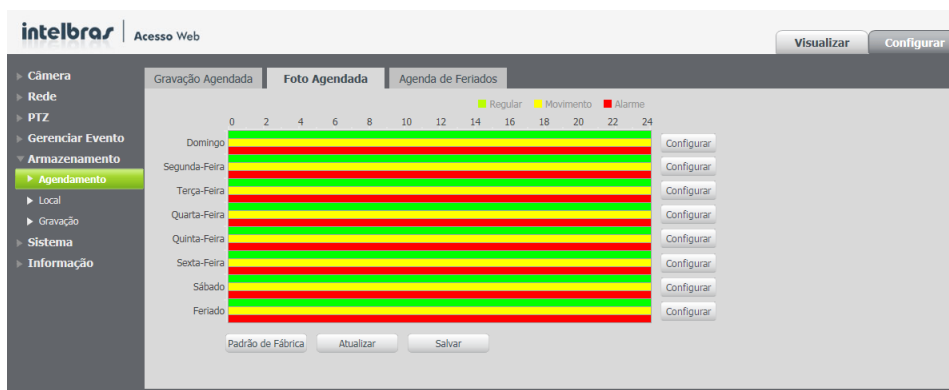 intelbras Acesso Web
Visualizar Configurar
Câmera
Rede
PTZ
Gerenciar Evento
Armazenamento
Agendamento
Local
Gravação
Sistema
Informação
Gravação Agendada Foto Agendada Agenda de Feriados
Regular Movimento Alarme
0 2 4 6 8 10 12 14 16 18 20 22 24
Domingo Configurar
Segunda-Feira Configurar
Terça-Feira Configurar
Quarta-Feira Configurar
Quinta-Feira Configurar
Sexta-Feira Configurar
Sábado Configurar
Feriado Configurar
Padrão de Fábrica Atualizar Salvar